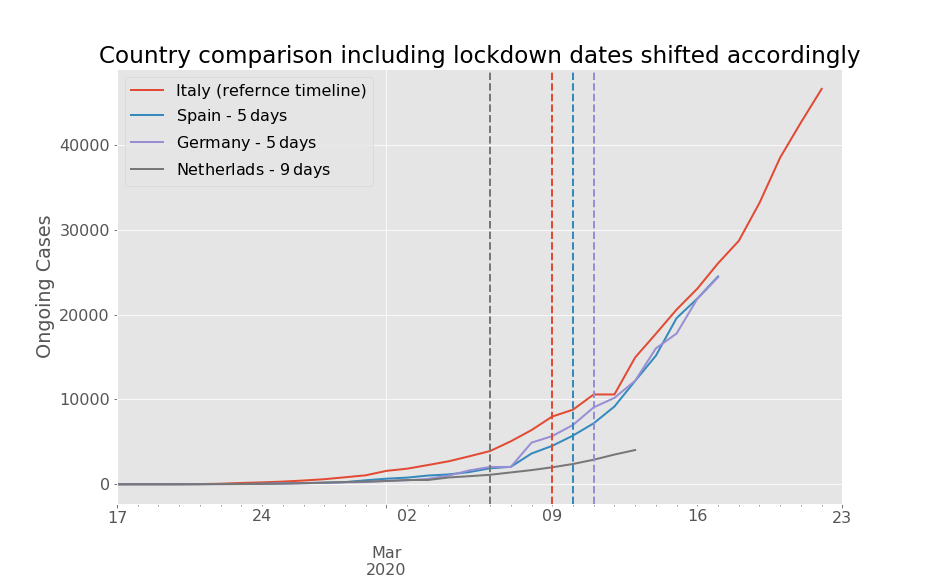 Country comparison including lockdown dates shifted accordingly
Italy (refernce timeline)
Spain - 5 days
Germany - 5 days
Netherlads - 9 days
Ongoing Cases
40000
30000
20000
10000
0
17
24
02
09
16
23
Mar
2020